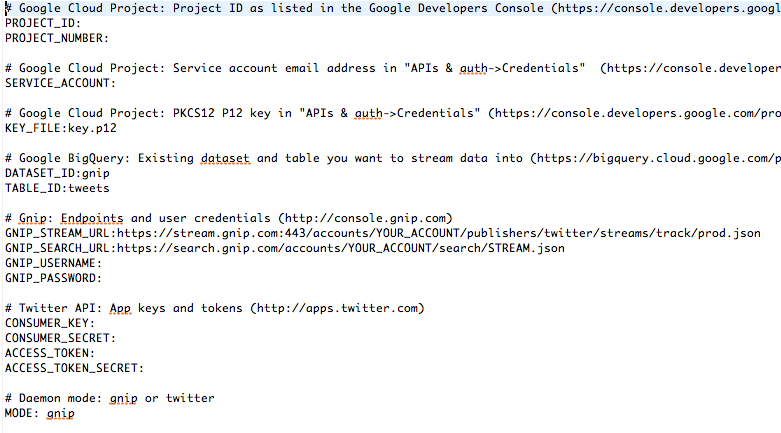 # Google Cloud Project: Project ID as listed in the Google Developers Console (https://console.developers.googl
PROJECT_ID:
PROJECT_NUMBER:
# Google Cloud Project: Service account email address in "APIs & auth->Credentials"  (https://console.developer
SERVICE_ACCOUNT:
# Google Cloud Project: PKCS12 P12 key in "APIs & auth->Credentials" (https://console.developers.google.com/pro
KEY_FILE:key.p12
# Google BigQuery: Existing dataset and table you want to stream data into (https://bigquery.cloud.google.com/p
DATASET_ID:gnip
TABLE_ID:tweets
# Gnip: Endpoints and user credentials (http://console.gnip.com)
GNIP_STREAM_URL:https://stream.gnip.com:443/accounts/YOUR_ACCOUNT/publishers/twitter/streams/track/prod.json
GNIP_SEARCH_URL:https://search.gnip.com/accounts/YOUR_ACCOUNT/search/STREAM.json
GNIP_USERNAME:
GNIP_PASSWORD:
# Twitter API: App keys and tokens (http://apps.twitter.com)
CONSUMER_KEY:
CONSUMER_SECRET:
ACCESS_TOKEN:
ACCESS_TOKEN_SECRET:
# Daemon mode: gnip or twitter
MODE: gnip